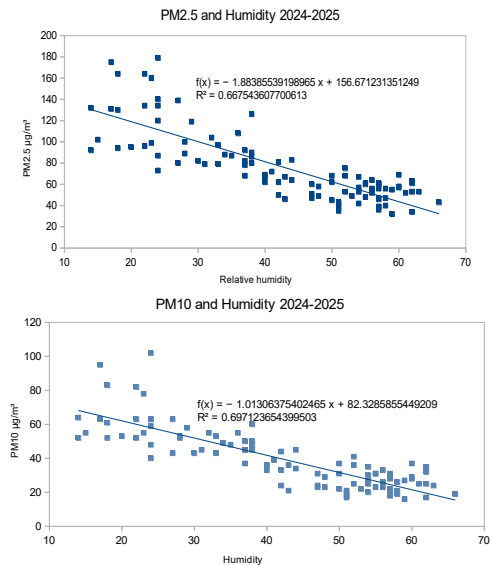 PM2.5 and Humidity 2024-2025
200
180
160
140
120
100
80
60
40
20
0
PM2.5 μg/m³
f(x) = − 1.88385539198965 x + 156.671231351249
R² = 0.667543607700613
10 20 30 40 50 60 70
Relative humidity
PM10 and Humidity 2024-2025
120
100
80
60
40
20
0
PM10 μg/m³
f(x) = − 1.01306375402465 x + 82.3285855449209
R² = 0.697123654399503
10 20 30 40 50 60 70
Humidity